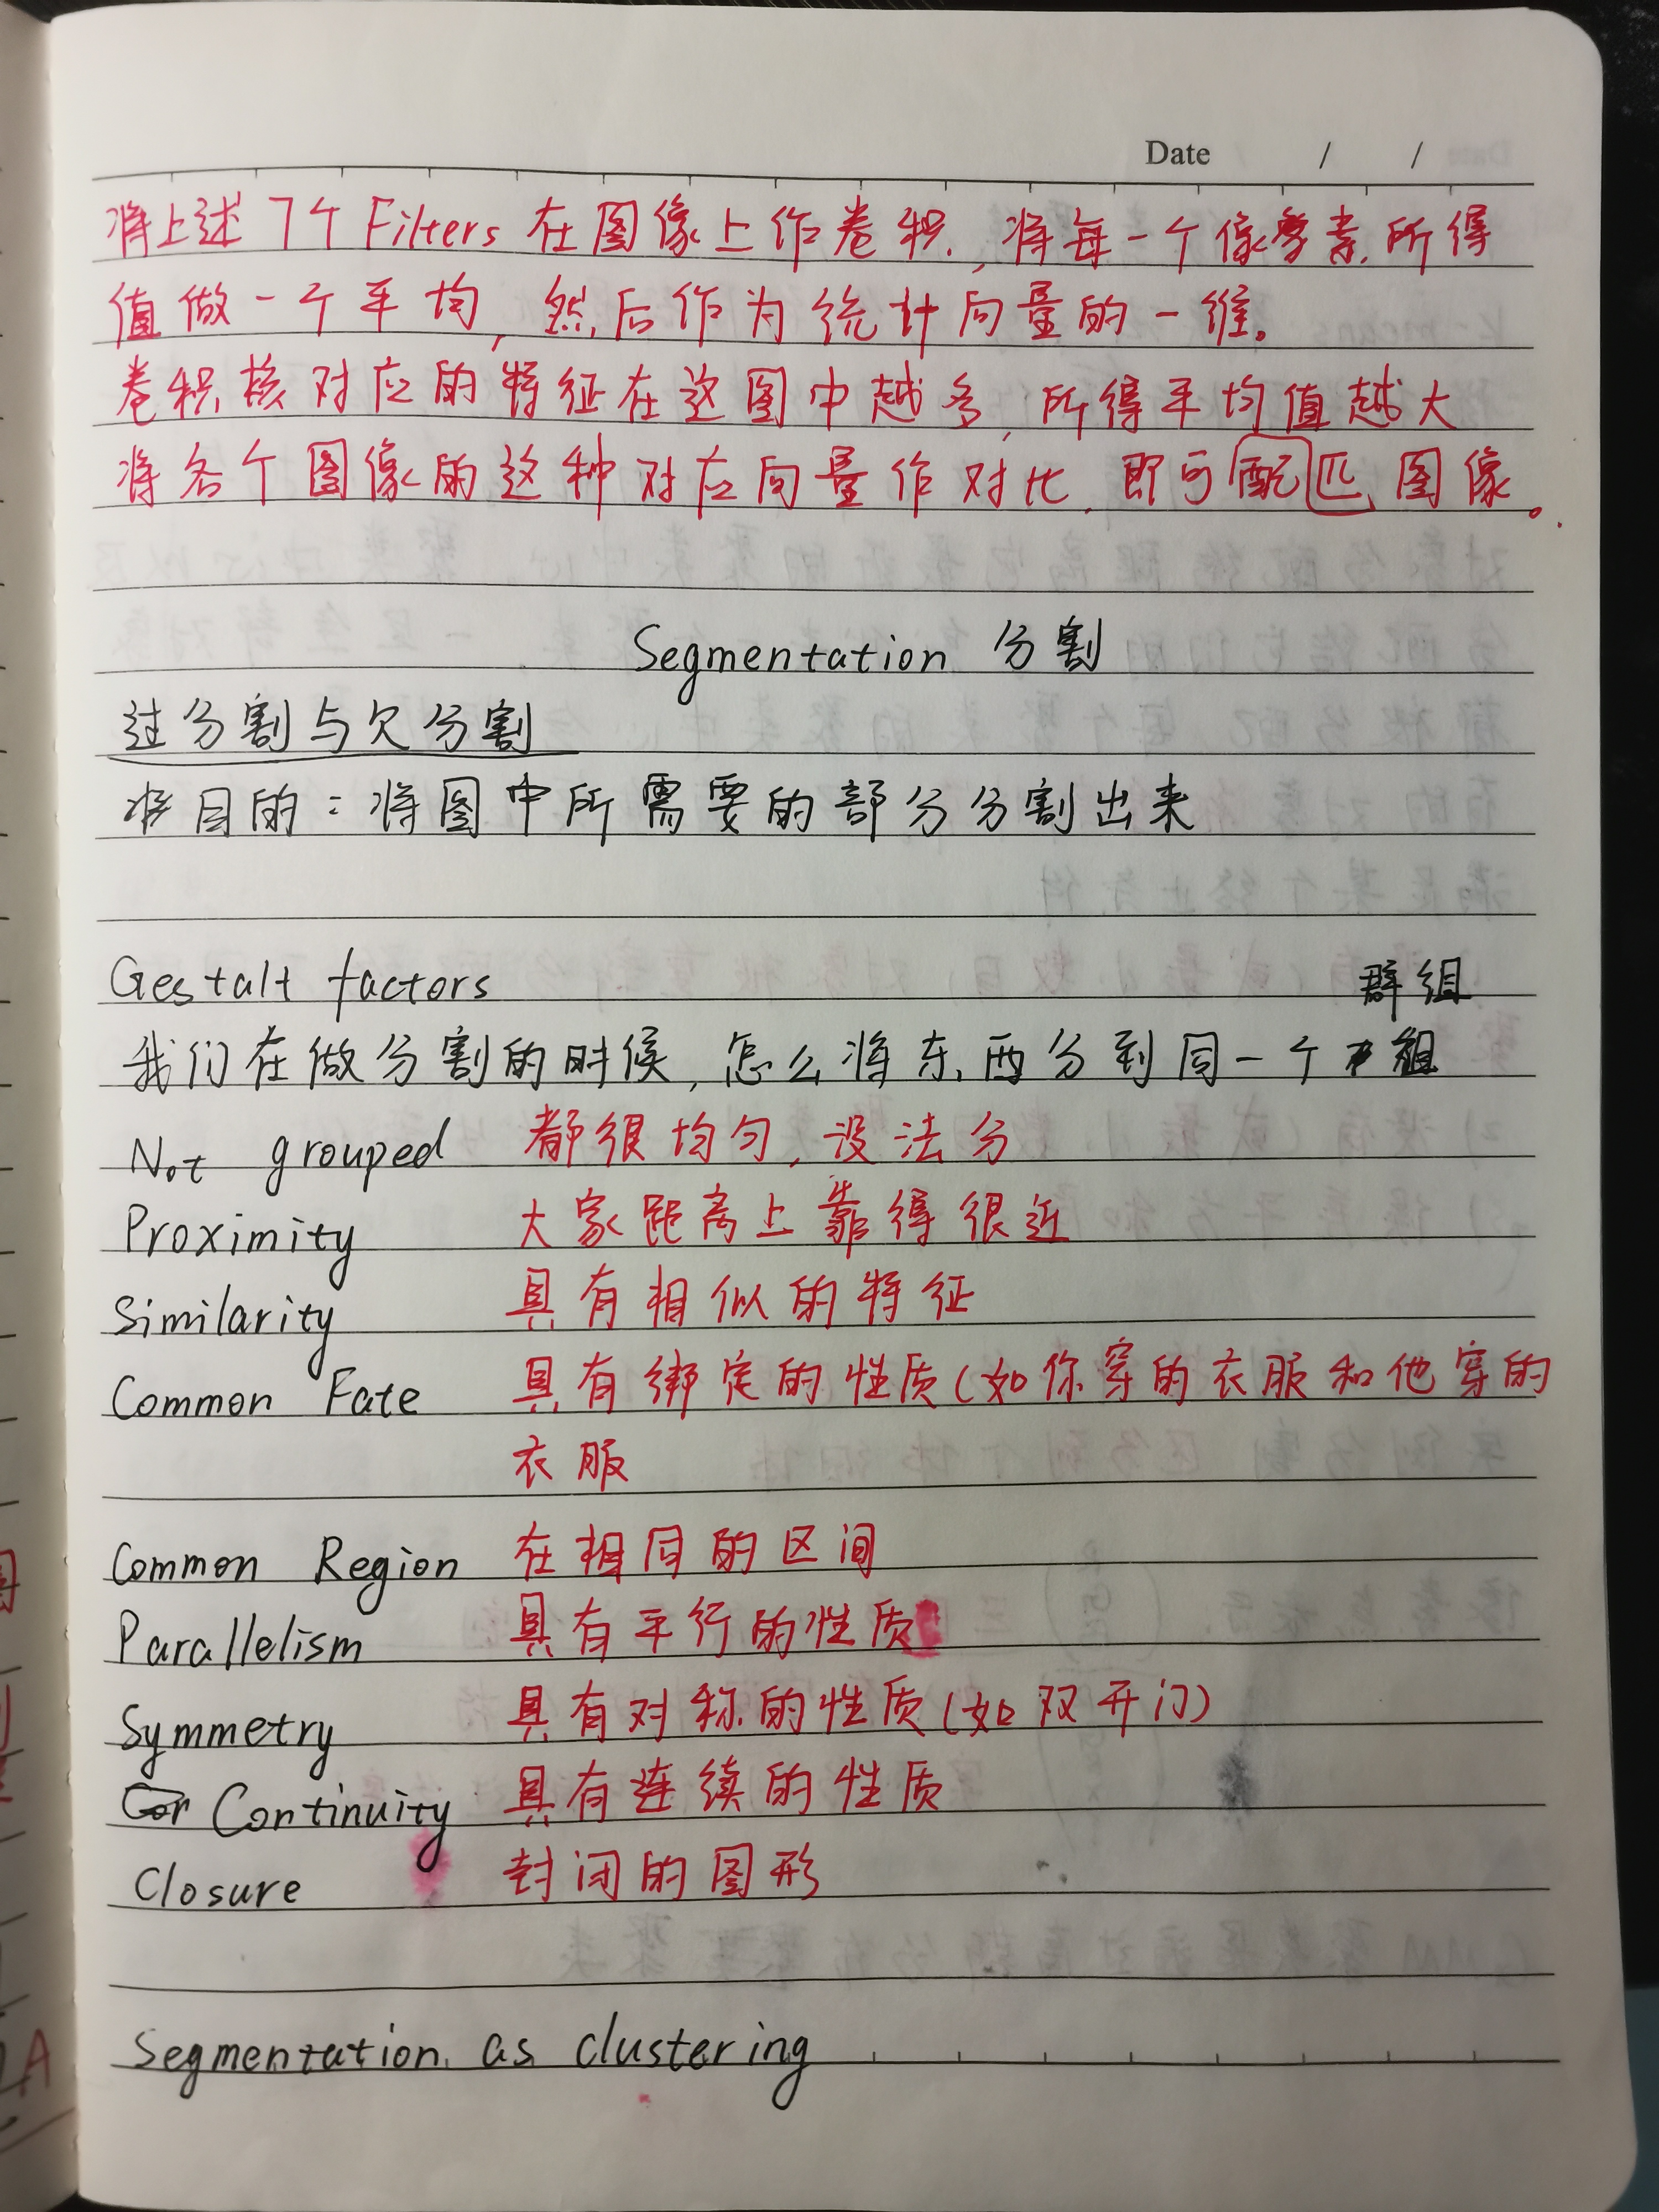 Date / /
将上述7个Filters在图像上作卷积,将每一个像素所得
值做一个平均,然后作为统计向量的一维。
卷积核对应的特征在这图中越多,所得平均值越大
将各个图像的这种对应向量作对比,即可配匹图像。
Segmentation 分割
过分割与欠分割
目的:将图中所需要的部分分割出来
Gestalt factors 群组
我们在做分割的时候,怎么将东西分到同一个组
Not grouped 都很均匀,没法分
Proximity 大家距离上靠得很近
Similarity 具有相似的特征
Common Fate 具有绑定的性质(如你穿的衣服和他穿的
衣服
Common Region 在相同的区间
Parallelism 具有平行的性质
Symmetry 具有对称的性质(如双开门)
Continuity 具有连续的性质
Closure 封闭的图形
Segmentation as clustering